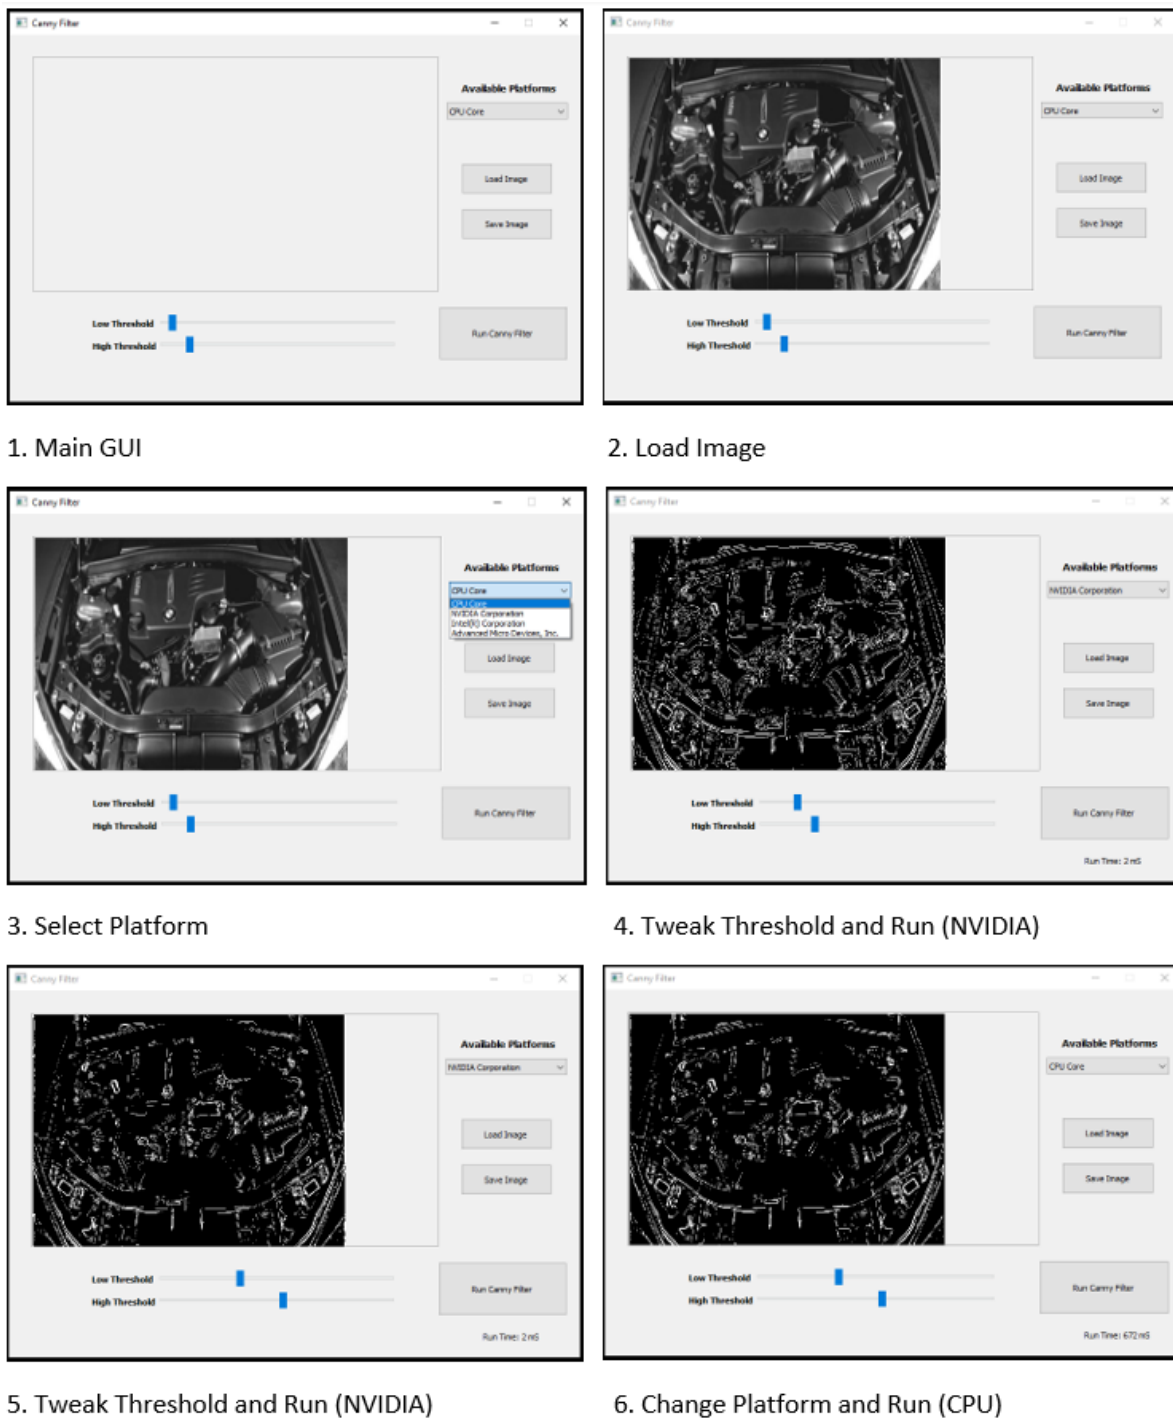 Canny Filter
Available Platforms
CPU Core
Load Image
Save Image
Low Threshold
High Threshold
Run Canny Filter
1. Main GUI
Canny Filter
Available Platforms
CPU Core
Load Image
Save Image
Low Threshold
High Threshold
Run Canny Filter
2. Load Image
Canny Filter
Available Platforms
CPU Core
CPU Core
NVIDIA Corporation
Intel(R) Corporation
Advanced Micro Devices, Inc.
Load Image
Save Image
Low Threshold
High Threshold
Run Canny Filter
3. Select Platform
Canny Filter
Available Platforms
NVIDIA Corporation
Load Image
Save Image
Low Threshold
High Threshold
Run Canny Filter
Run Time: 2 mS
4. Tweak Threshold and Run (NVIDIA)
Canny Filter
Available Platforms
NVIDIA Corporation
Load Image
Save Image
Low Threshold
High Threshold
Run Canny Filter
Run Time: 2 mS
5. Tweak Threshold and Run (NVIDIA)
Canny Filter
Available Platforms
CPU Core
Load Image
Save Image
Low Threshold
High Threshold
Run Canny Filter
Run Time: 672 mS
6. Change Platform and Run (CPU)